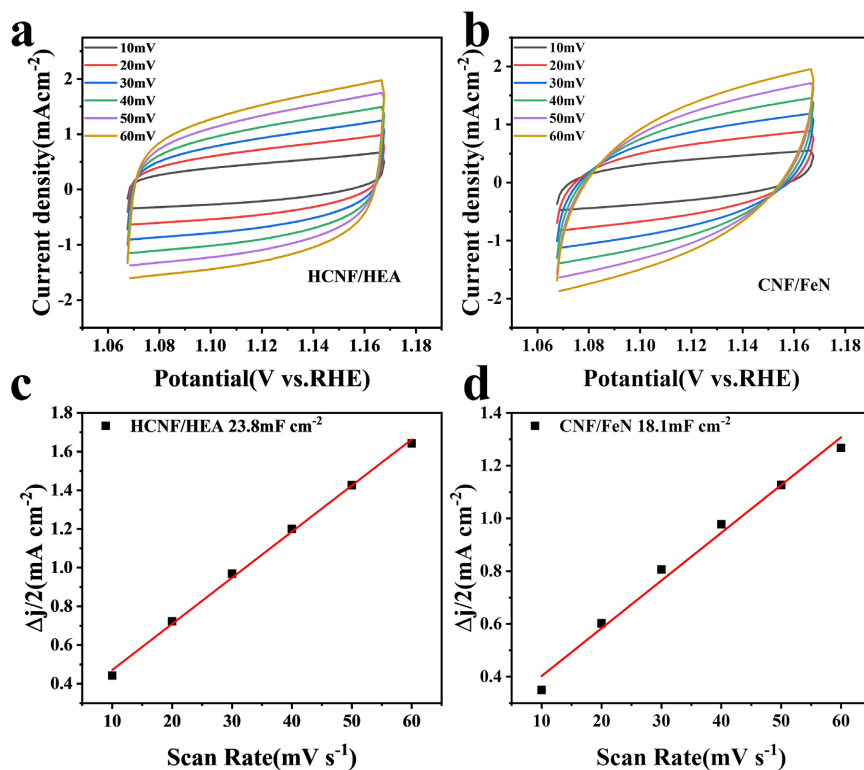 a
10mV
20mV
30mV
40mV
50mV
60mV
HCNF/HEA
Current density(mAcm⁻²)
2
1
0
-1
-2
1.06 1.08 1.10 1.12 1.14 1.16 1.18
Potantial(V vs.RHE)
b
10mV
20mV
30mV
40mV
50mV
60mV
CNF/FeN
Current density(mAcm⁻²)
2
1
0
-1
-2
1.06 1.08 1.10 1.12 1.14 1.16 1.18
Potantial(V vs.RHE)
c
HCNF/HEA 23.8mF cm⁻²
Δj/2(mA cm⁻²)
1.8
1.6
1.4
1.2
1.0
0.8
0.6
0.4
10 20 30 40 50 60
Scan Rate(mV s⁻¹)
d
CNF/FeN 18.1mF cm⁻²
Δj/2(mA cm⁻²)
1.4
1.2
1.0
0.8
0.6
0.4
10 20 30 40 50 60
Scan Rate(mV s⁻¹)